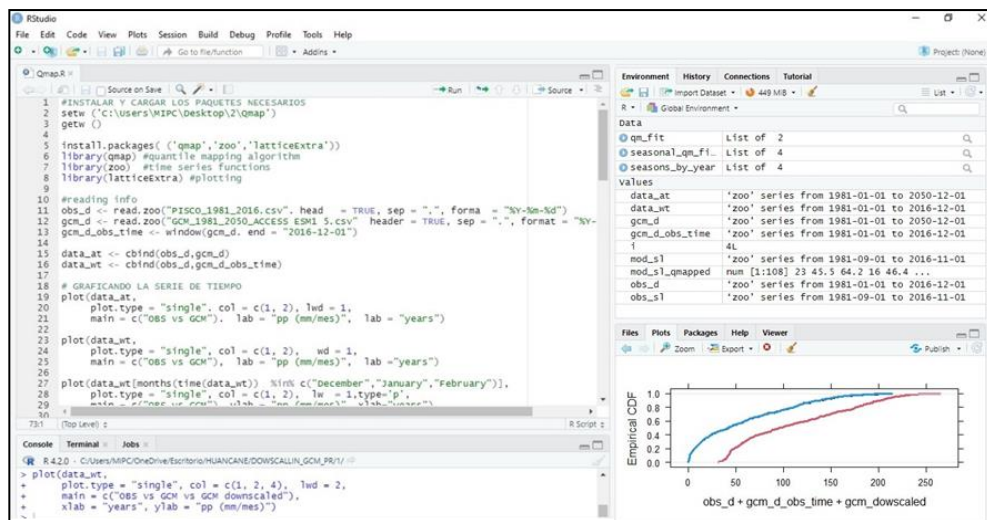 RStudio
File Edit Code View Plots Session Build Debug Profile Tools Help
Go to file/function Addins Project: (None)
Qmap.R
Source on Save Run Source
1 #INSTALAR Y CARGAR LOS PAQUETES NECESARIOS
2 setw ('C:\Users\MIPC\Desktop\2\Qmap')
3 getw ()
4
5 install.packages( ('qmap','zoo','latticeExtra'))
6 library(qmap) #quantile mapping algorithm
7 library(zoo) #time series functions
8 library(latticeExtra) #plotting
9
10 #reading info
11 obs_d <- read.zoo("PISCO_1981_2016.csv". head = TRUE, sep = ",", forma = "%Y-%m-%d")
12 gcm_d <- read.zoo("GCM_1981_2050_ACCESS ESM1 5.csv" header = TRUE, sep = ",", format = "%Y-
13 gcm_d_obs_time <- window(gcm_d. end = "2016-12-01")
14
15 data_at <- cbind(obs_d,gcm_d)
16 data_wt <- cbind(obs_d,gcm_d_obs_time)
17
18 # GRAFICANDO LA SERIE DE TIEMPO
19 plot(data_at,
20 plot.type = "single", col = c(1, 2), lwd = 1,
21 main = c("OBS vs GCM"). lab = "pp (mm/mes)", lab = "years")
22
23 plot(data_wt,
24 plot.type = "single", col = c(1, 2), wd = 1,
25 main = c("OBS vs GCM"), lab = "pp (mm/mes)", lab ="years")
26
27 plot(data_wt[months(time(data_wt)) %in% c("December","January","February")],
28 plot.type = "single", col = c(1, 2), lw = 1,type='p',
29 main = c("OBS vs GCM"), ylab = "pp (mm/mes)", xlab="years")
30
73:1 (Top Level) R Script
Console Terminal Jobs
R 4.2.0 · C:/Users/MIPC/OneDrive/Escritorio/HUANCANE/DOWSCALLIN_GCM_PR/1/
> plot(data_wt,
+ plot.type = "single", col = c(1, 2, 4), lwd = 2,
+ main = c("OBS vs GCM vs GCM downscaled"),
+ xlab = "years", ylab = "pp (mm/mes)")
>
Environment History Connections Tutorial
Import Dataset 449 MiB List
R Global Environment
Data
qm_fit List of 2
seasonal_qm_fi… List of 4
seasons_by_year List of 4
Values
data_at 'zoo' series from 1981-01-01 to 2050-12-01
data_wt 'zoo' series from 1981-01-01 to 2016-12-01
gcm_d 'zoo' series from 1981-01-01 to 2050-12-01
gcm_d_obs_time 'zoo' series from 1981-01-01 to 2016-12-01
i 4L
mod_sl 'zoo' series from 1981-09-01 to 2016-11-01
mod_sl_qmapped num [1:108] 23 45.5 64.2 16 46.4 ...
obs_d 'zoo' series from 1981-01-01 to 2016-12-01
obs_sl 'zoo' series from 1981-09-01 to 2016-11-01
Files Plots Packages Help Viewer
Zoom Export Publish
Empirical CDF
1.0
0.8
0.6
0.4
0.2
0.0
0 50 100 150 200 250
obs_d + gcm_d_obs_time + gcm_dowscaled